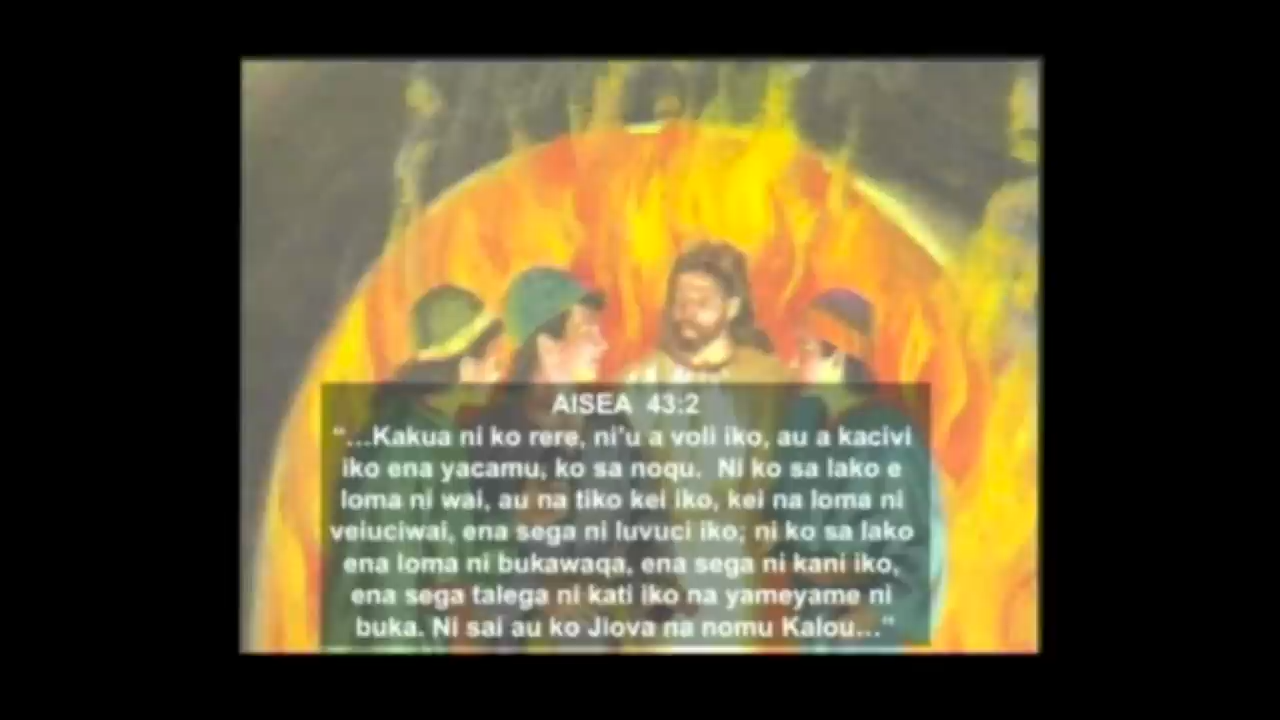 AISEA 43:2
“...Kakua ni ko rere, ni’u a voli iko, au a kacivi
iko ena yacamu, ko sa noqu. Ni ko sa lako e
loma ni wai, au na tiko kei iko, kei na loma ni
veiuciwai, ena sega ni luvuci iko; ni ko sa lako
ena loma ni bukawaqa, ena sega ni kani iko,
ena sega talega ni kati iko na yameyame ni
buka. Ni sai au ko Jiova na nomu Kalou...”